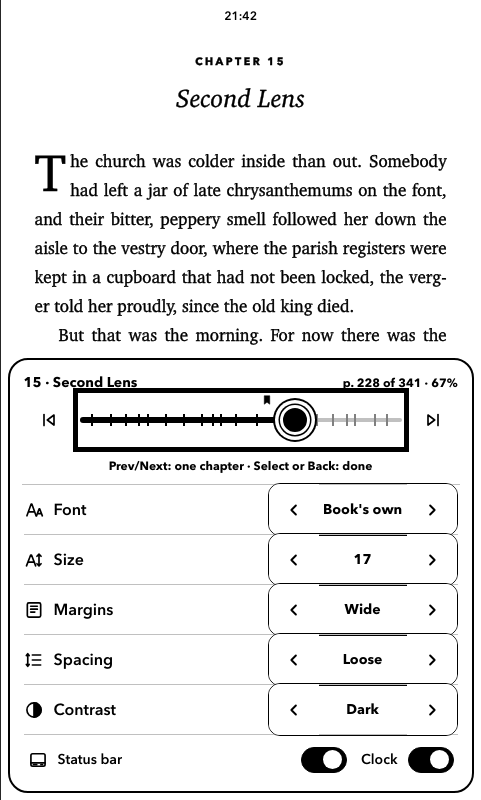 21:42
CHAPTER 15
Second Lens
The church was colder inside than out. Somebody
had left a jar of late chrysanthemums on the font,
and their bitter, peppery smell followed her down the
aisle to the vestry door, where the parish registers were
kept in a cupboard that had not been locked, the verg-
er told her proudly, since the old king died.
But that was the morning. For now there was the
15 · Second Lens p. 228 of 341 · 67%
Prev/Next: one chapter · Select or Back: done
Font Book's own
Size 17
Margins Wide
Spacing Loose
Contrast Dark
Status bar Clock